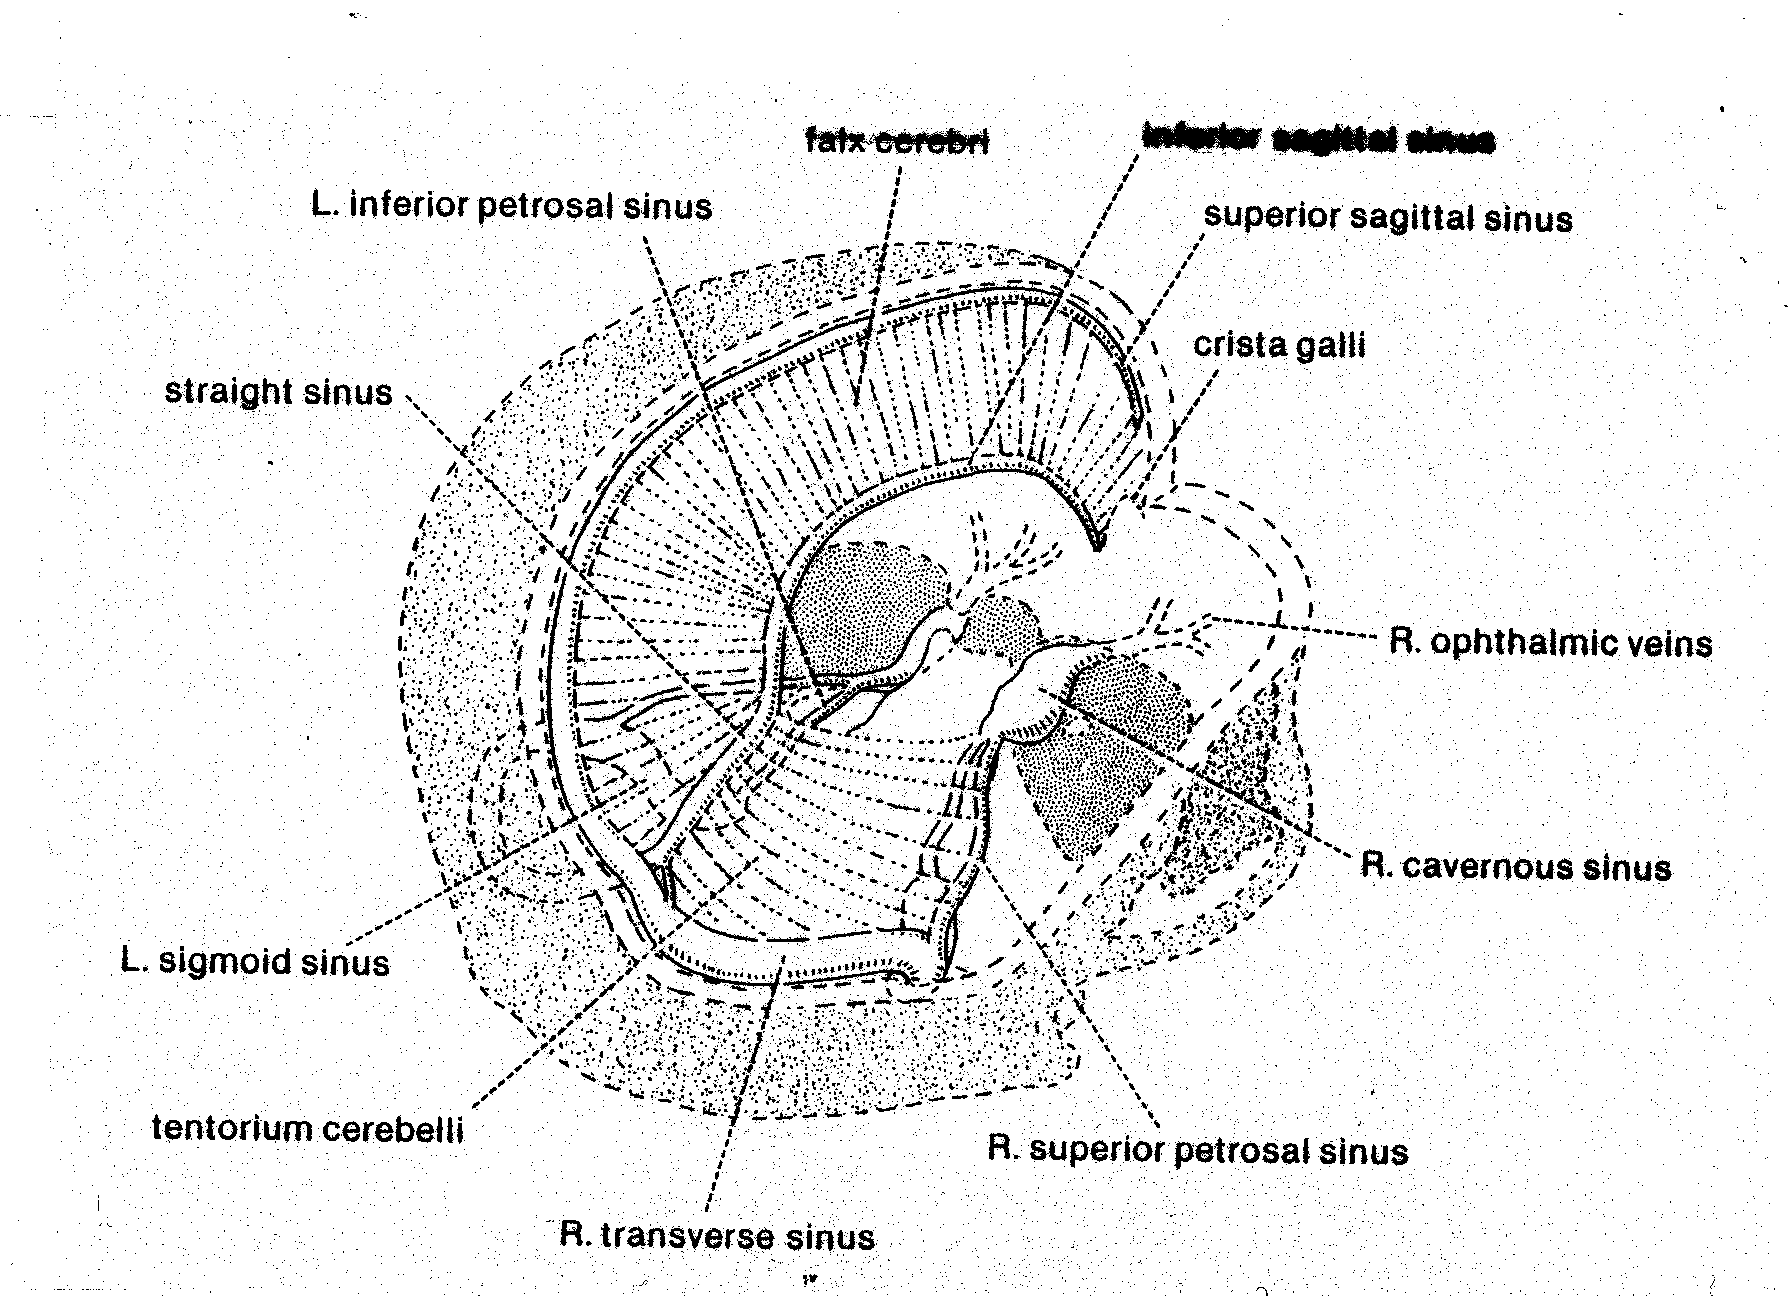 falx cerebri
inferior sagittal sinus
L. inferior petrosal sinus
superior sagittal sinus
crista galli
straight sinus
R. ophthalmic veins
R. cavernous sinus
L. sigmoid sinus
tentorium cerebelli
R. superior petrosal sinus
R. transverse sinus